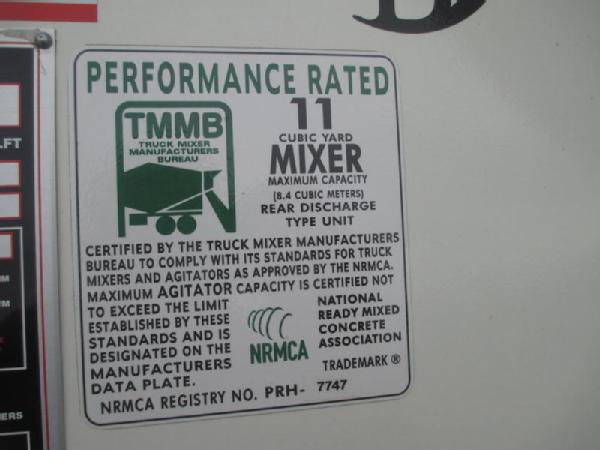 PERFORMANCE RATED
TMMB
TRUCK MIXER
MANUFACTURERS
BUREAU
11
CUBIC YARD
MIXER
MAXIMUM CAPACITY
(8.4 CUBIC METERS)
REAR DISCHARGE
TYPE UNIT
CERTIFIED BY THE TRUCK MIXER MANUFACTURERS
BUREAU TO COMPLY WITH ITS STANDARDS FOR TRUCK
MIXERS AND AGITATORS AS APPROVED BY THE NRMCA.
MAXIMUM AGITATOR CAPACITY IS CERTIFIED NOT
TO EXCEED THE LIMIT
ESTABLISHED BY THESE
STANDARDS AND IS
DESIGNATED ON THE
MANUFACTURERS
DATA PLATE.
NRMCA
NATIONAL
READY MIXED
CONCRETE
ASSOCIATION
TRADEMARK ®
NRMCA REGISTRY NO. PRH- 7747
.FT
ERS